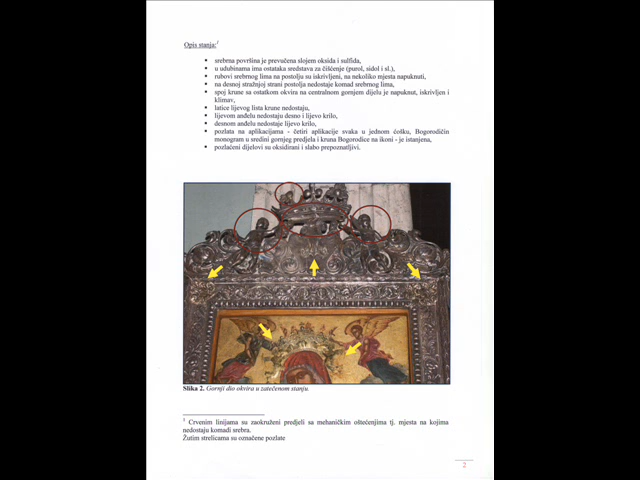 Opis stanja:¹
▪ srebrna površina je prevučena slojem oksida i sulfida,
▪ u udubinama ima ostataka sredstava za čišćenje (purol, sidol i sl.),
▪ rubovi srebrnog lima na postolju su iskrivljeni, na nekoliko mjesta napuknuti,
▪ na desnoj stražnjoj strani postolja nedostaje komad srebrnog lima,
▪ spoj krune sa ostatkom okvira na centralnom gornjem dijelu je napuknut, iskrivljen i
klimav,
▪ latice lijevog lista krune nedostaju,
▪ lijevom anđelu nedostaju desno i lijevo krilo,
▪ desnom anđelu nedostaje lijevo krilo,
▪ pozlata na aplikacijama - četiri aplikacije svaka u jednom ćošku, Bogorodičin
monogram u sredini gornjeg predjela i kruna Bogorodice na ikoni - je istanjena,
▪ pozlaćeni dijelovi su oksidirani i slabo prepoznatljivi.
Slika 2. Gornji dio okvira u zatečenom stanju.
¹ Crvenim linijama su zaokruženi predjeli sa mehaničkim oštećenjima tj. mjesta na kojima
nedostaju komadi srebra.
Žutim strelicama su označene pozlate
2